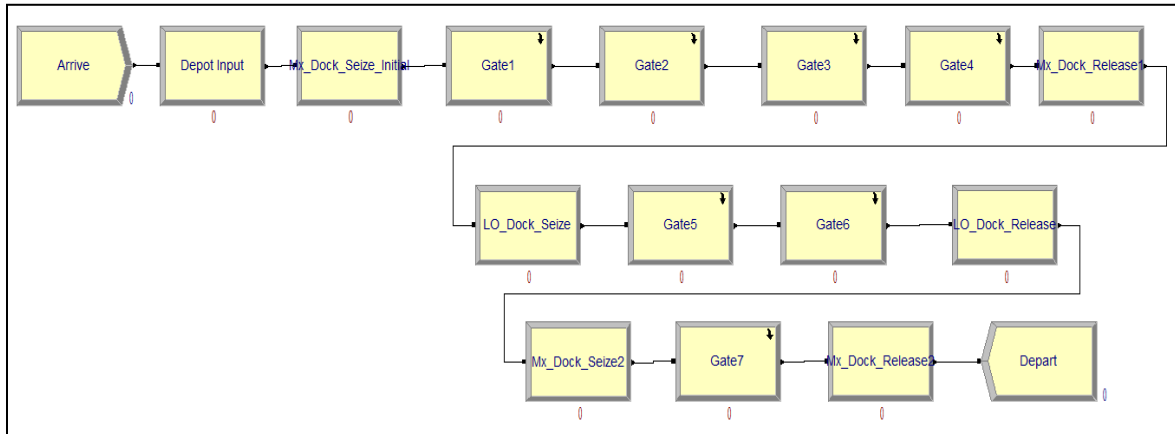 Arrive
Depot Input
Mx_Dock_Seize_Initial
Gate1
Gate2
Gate3
Gate4
Mx_Dock_Release1
0
0
0
0
0
0
0
0
LO_Dock_Seize
Gate5
Gate6
LO_Dock_Release
0
0
0
0
Mx_Dock_Seize2
Gate7
Mx_Dock_Release2
Depart
0
0
0
0